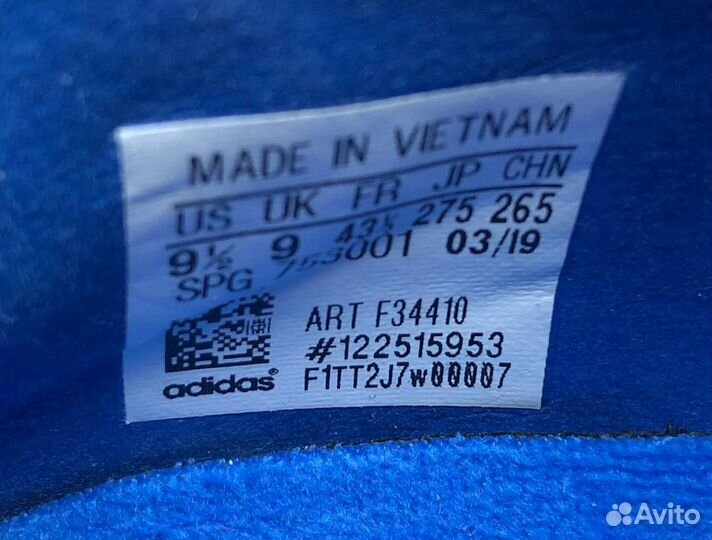 MADE IN VIETNAM
US UK FR JP CHN
9½ 9 43⅓ 275 265
SPG 753001 03/19
ART F34410
#122515953
adidas F1TT2J7w00007
Avito